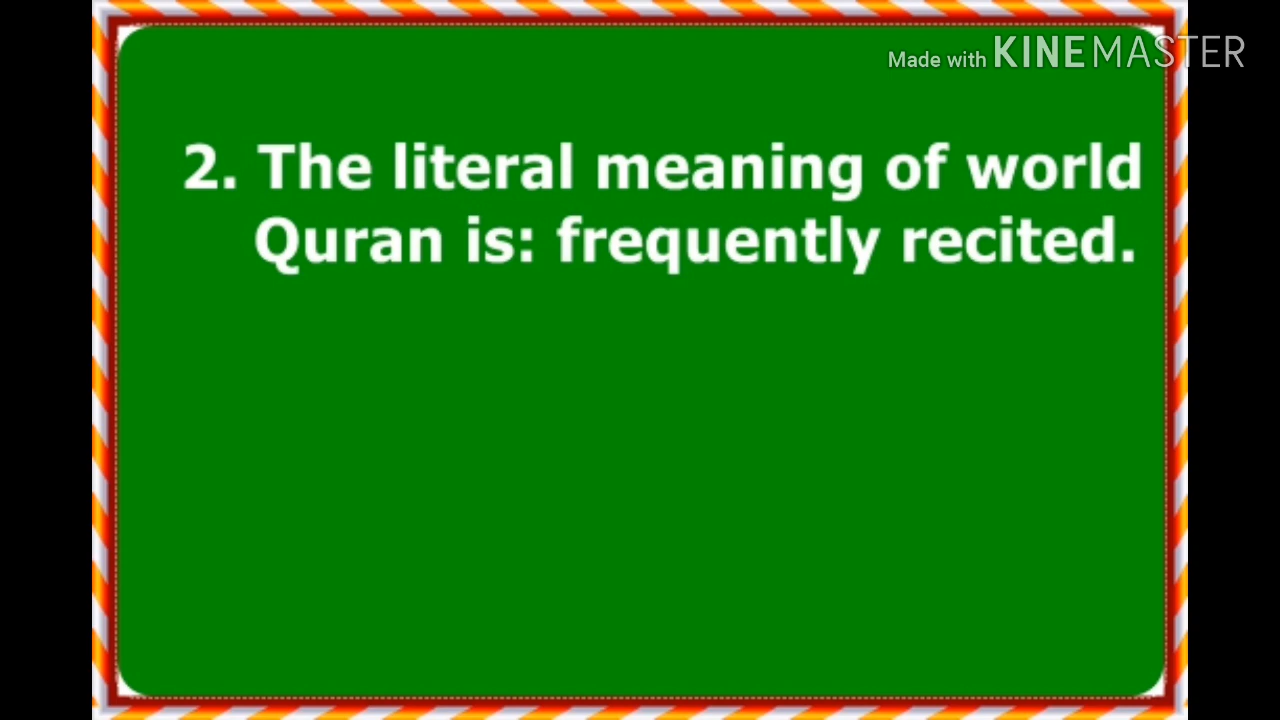 Made with KINEMASTER
2. The literal meaning of world
Quran is: frequently recited.